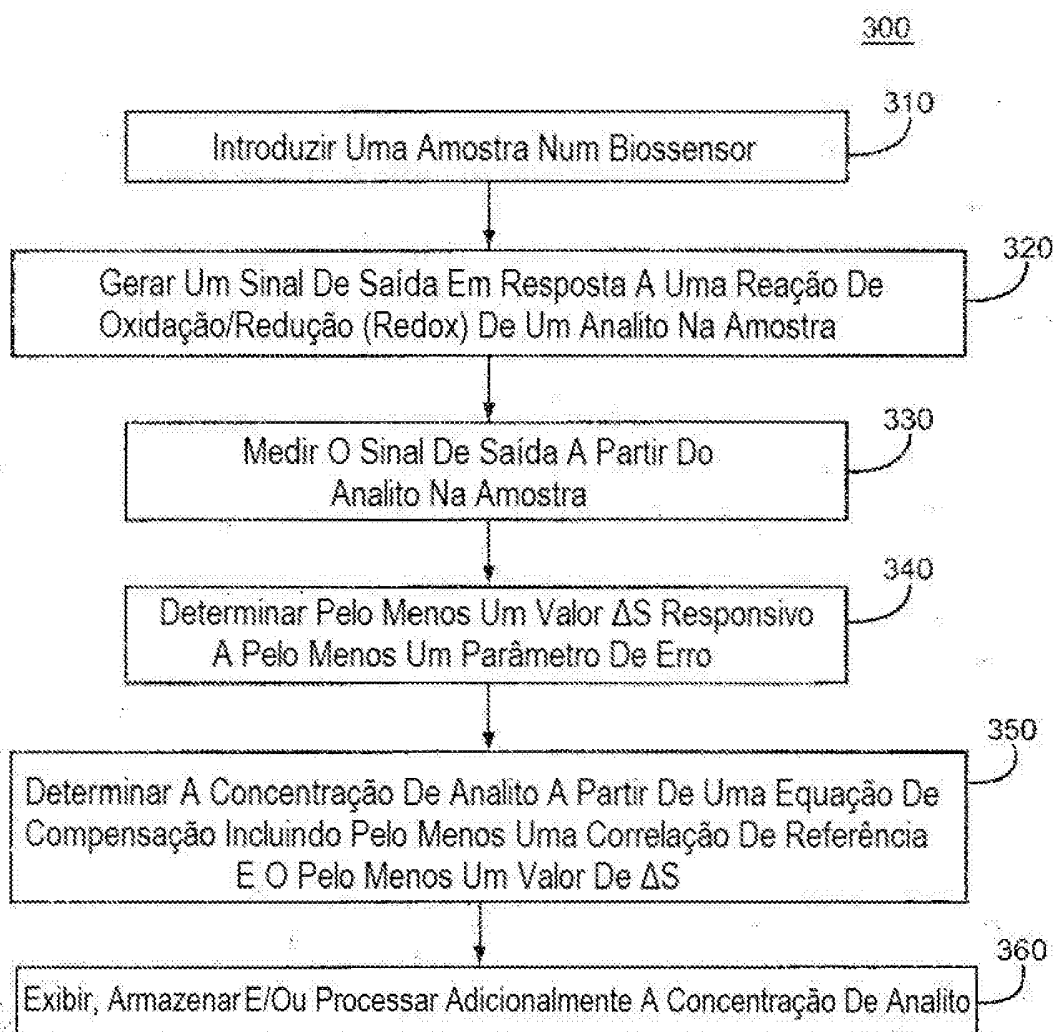 300
310
Introduzir Uma Amostra Num Biossensor
320
Gerar Um Sinal De Saída Em Resposta A Uma Reação De
Oxidação/Redução (Redox) De Um Analito Na Amostra
330
Medir O Sinal De Saída A Partir Do
Analito Na Amostra
340
Determinar Pelo Menos Um Valor ΔS Responsivo
A Pelo Menos Um Parâmetro De Erro
350
Determinar A Concentração De Analito A Partir De Uma Equação De
Compensação Incluindo Pelo Menos Uma Correlação De Referência
E O Pelo Menos Um Valor De ΔS
360
Exibir, Armazenar E/Ou Processar Adicionalmente A Concentração De Analito